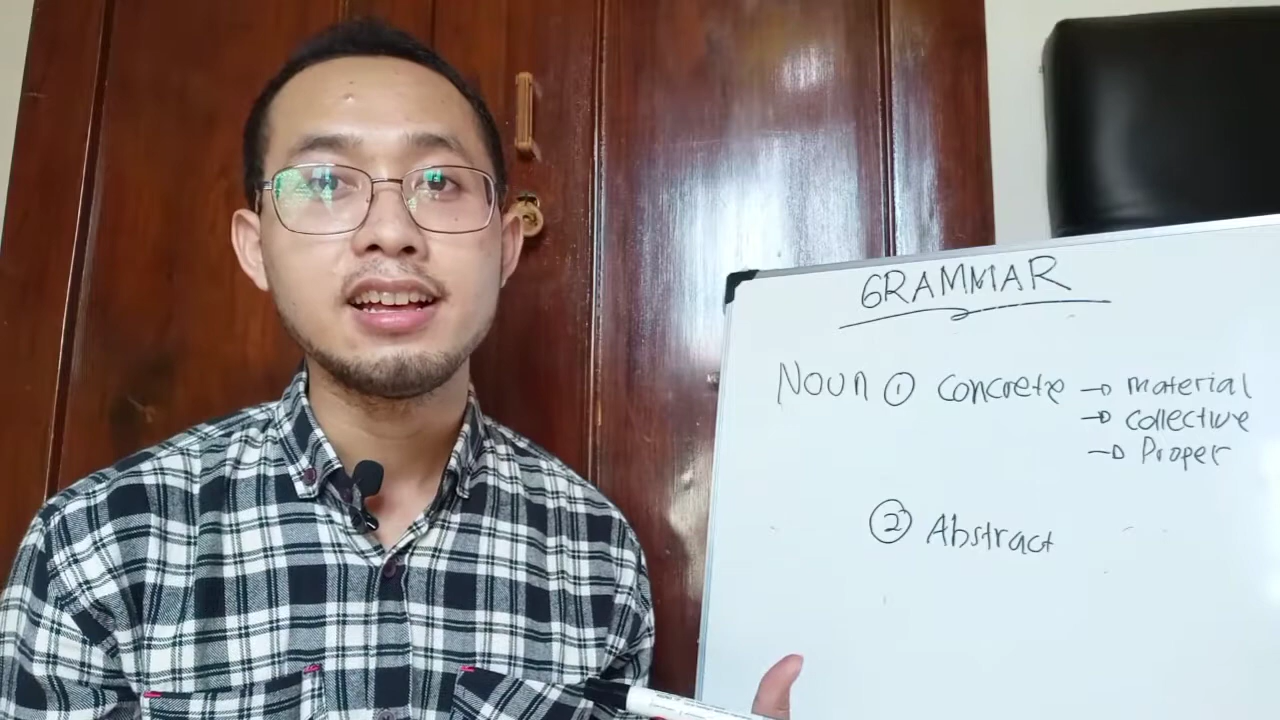 GRAMMAR
Noun ① Concrete → material
→ collective
→ Proper
② Abstract